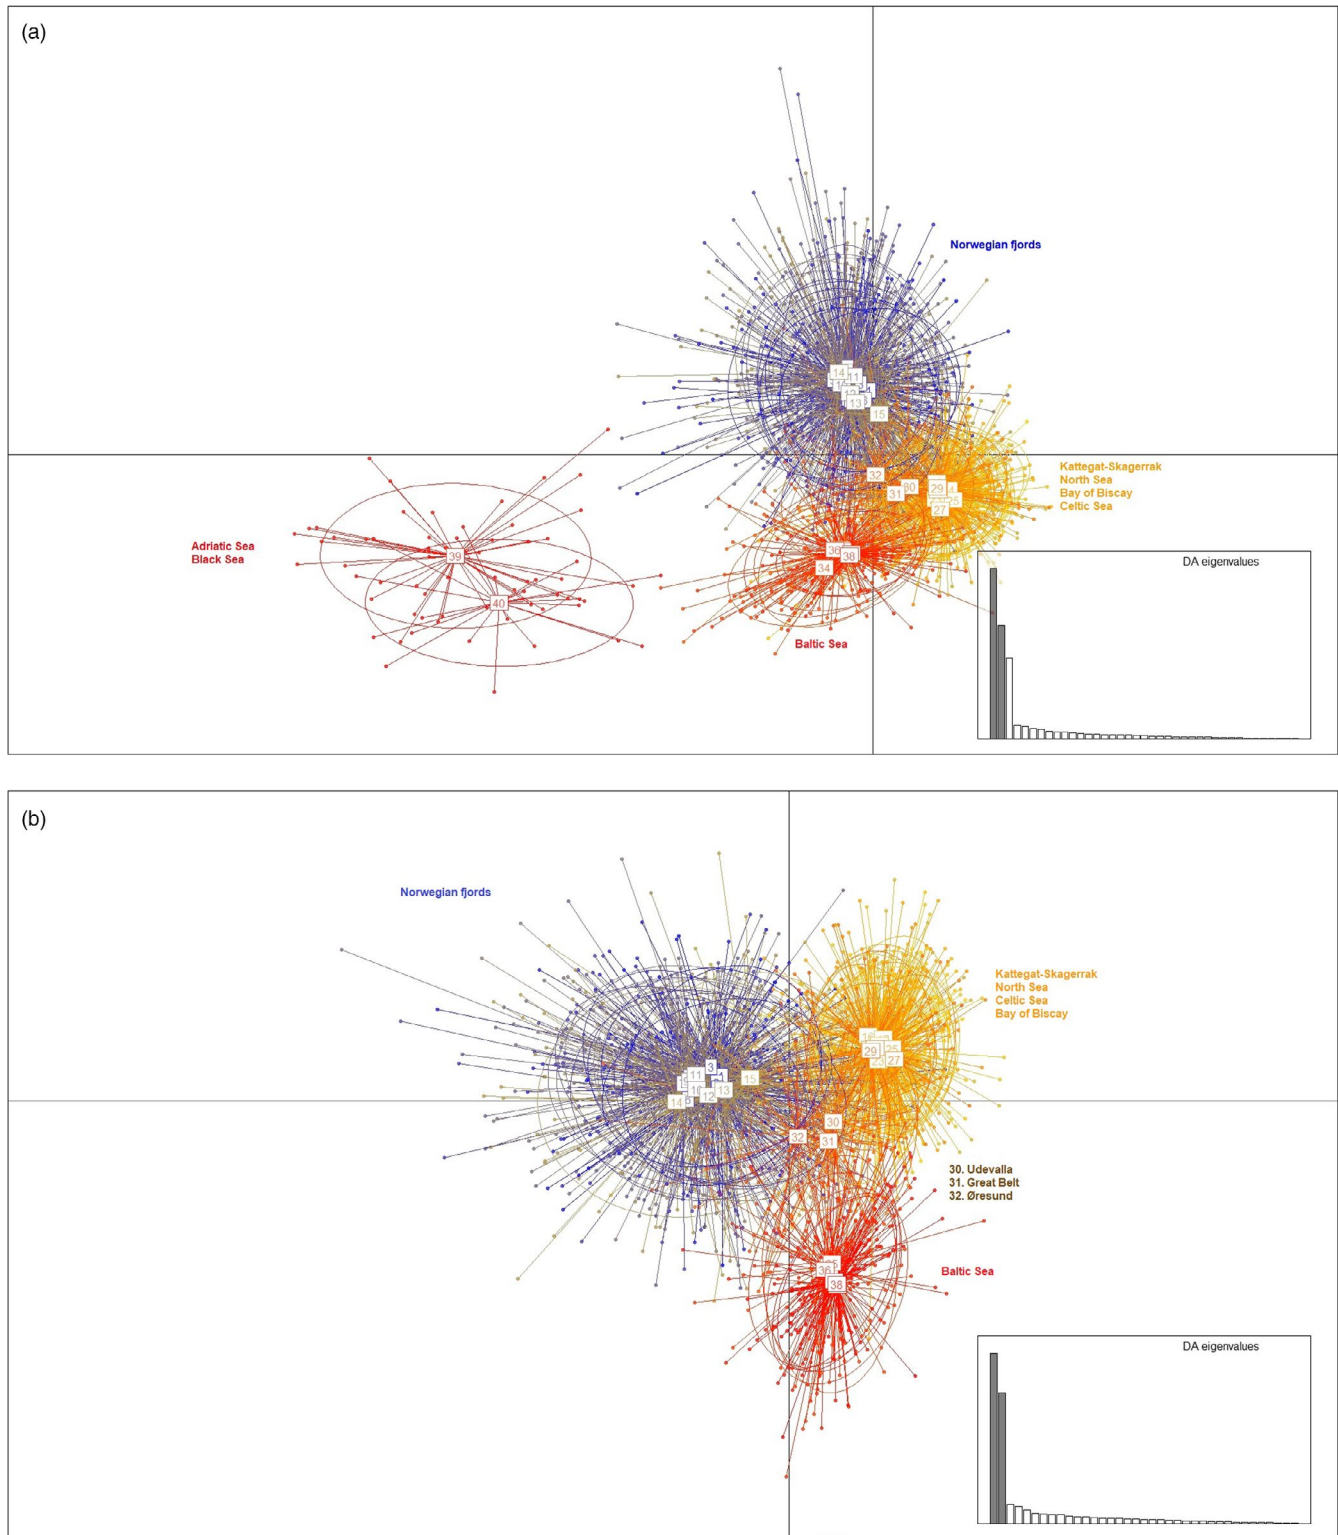 (a)
Norwegian fjords
14
11
12
13
15
32
30
31
29
25
27
Kattegat-Skagerrak
North Sea
Bay of Biscay
Celtic Sea
Adriatic Sea
Black Sea
39
40
36
38
34
Baltic Sea
DA eigenvalues
(b)
Norwegian fjords
Kattegat-Skagerrak
North Sea
Celtic Sea
Bay of Biscay
29
25
27
3
11
15
13
12
14
30
32
31
30. Udevalla
31. Great Belt
32. Øresund
36
38
Baltic Sea
DA eigenvalues